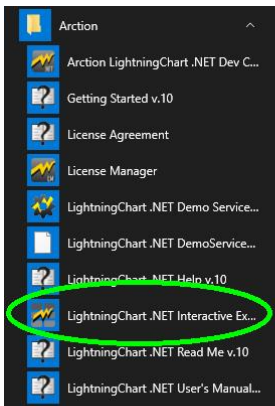 Arction
Arction LightningChart .NET Dev C...
Getting Started v.10
License Agreement
License Manager
LightningChart .NET Demo Service...
LightningChart .NET DemoService...
LightningChart .NET Help v.10
LightningChart .NET Interactive Ex...
LightningChart .NET Read Me v.10
LightningChart .NET User's Manual...